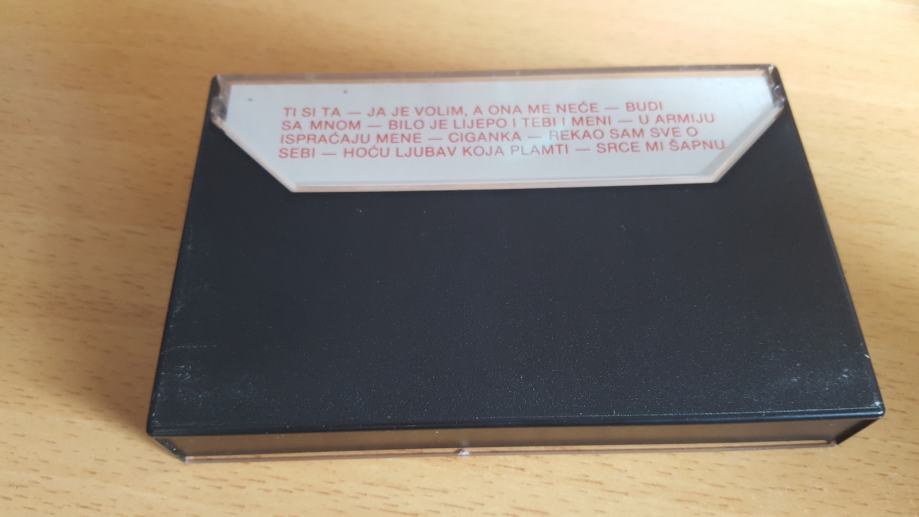 TI SI TA — JA JE VOLIM, A ONA ME NEĆE — BUDI
SA MNOM — BILO JE LIJEPO I TEBI I MENI — U ARMIJU
ISPRAĆAJU MENE — CIGANKA — REKAO SAM SVE O
SEBI — HOĆU LJUBAV KOJA PLAMTI — SRCE MI ŠAPNU